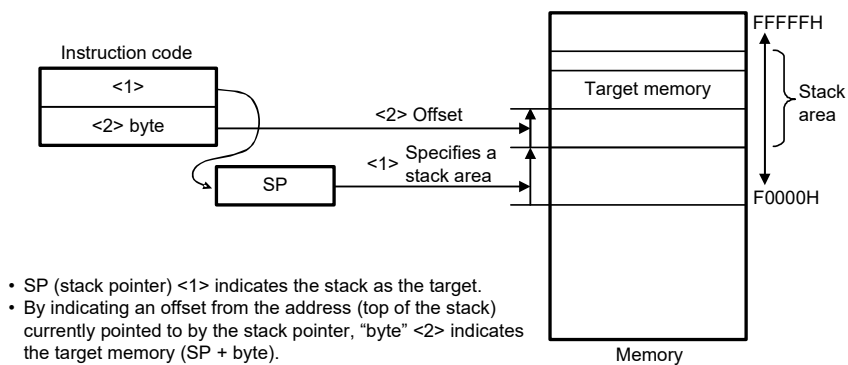 Instruction code
<1>
<2> byte
SP
<2> Offset
<1> Specifies a
stack area
FFFFFH
Target memory
Stack
area
F0000H
Memory
• SP (stack pointer) <1> indicates the stack as the target.
• By indicating an offset from the address (top of the stack)
currently pointed to by the stack pointer, “byte” <2> indicates
the target memory (SP + byte).